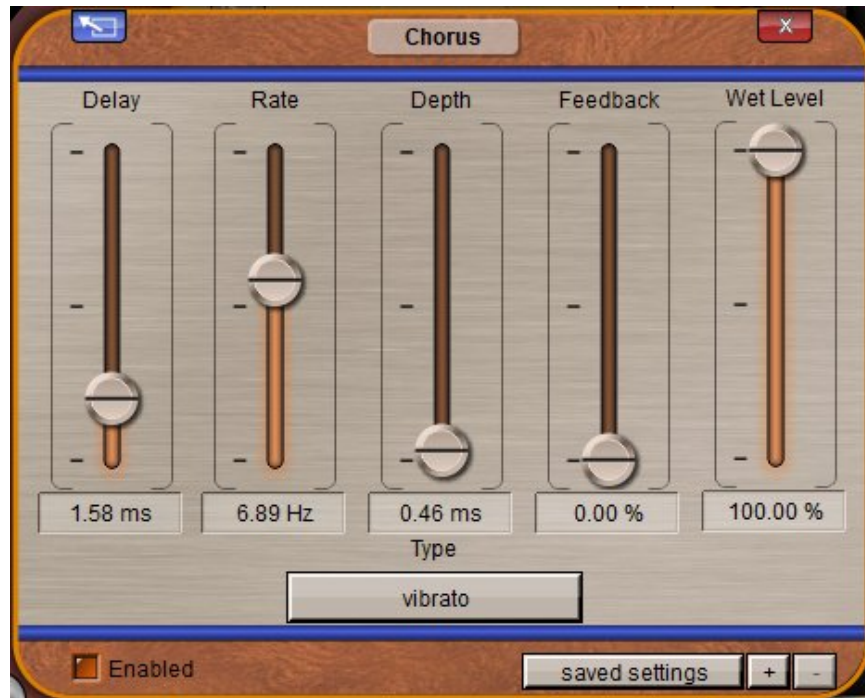 X
Chorus
Delay Rate Depth Feedback Wet Level
1.58 ms 6.89 Hz 0.46 ms 0.00 % 100.00 %
Type
vibrato
Enabled saved settings + -